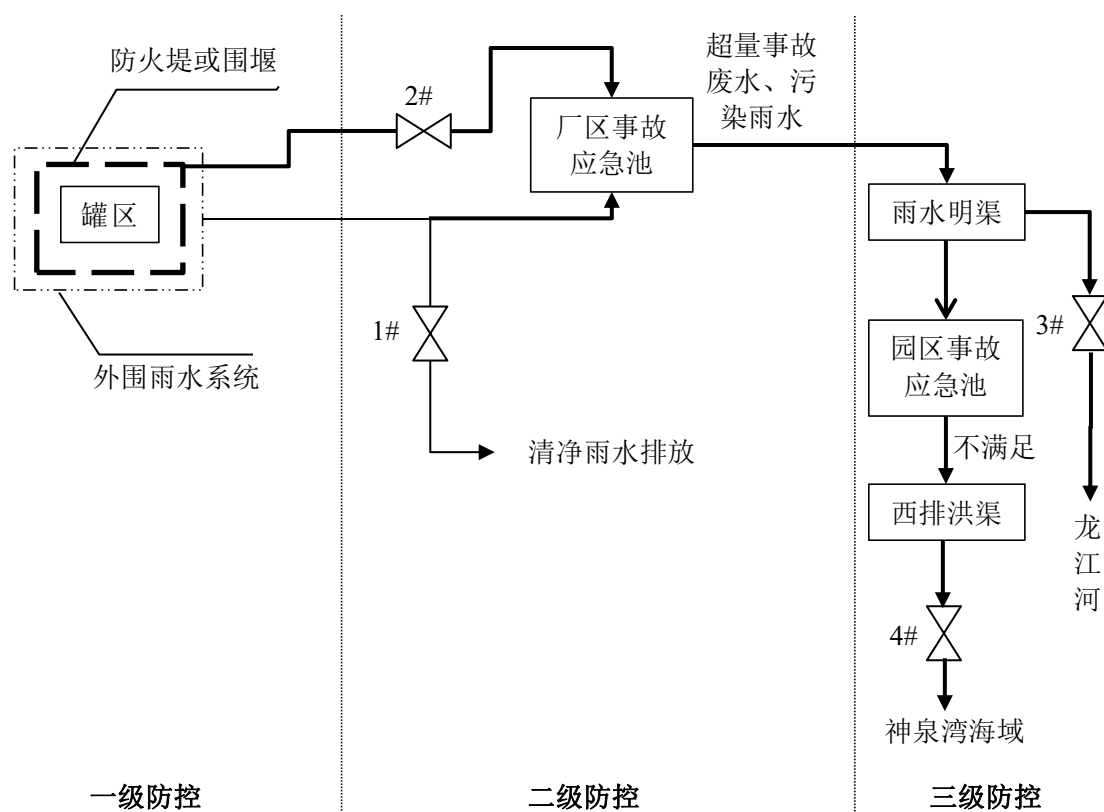 防火堤或围堰
2#
超量事故
废水、污
染雨水
厂区事故
应急池
罐区
雨水明渠
1#
3#
外围雨水系统
园区事故
应急池
清净雨水排放
不满足
西排洪渠
龙
江
河
4#
神泉湾海域
一级防控
二级防控
三级防控